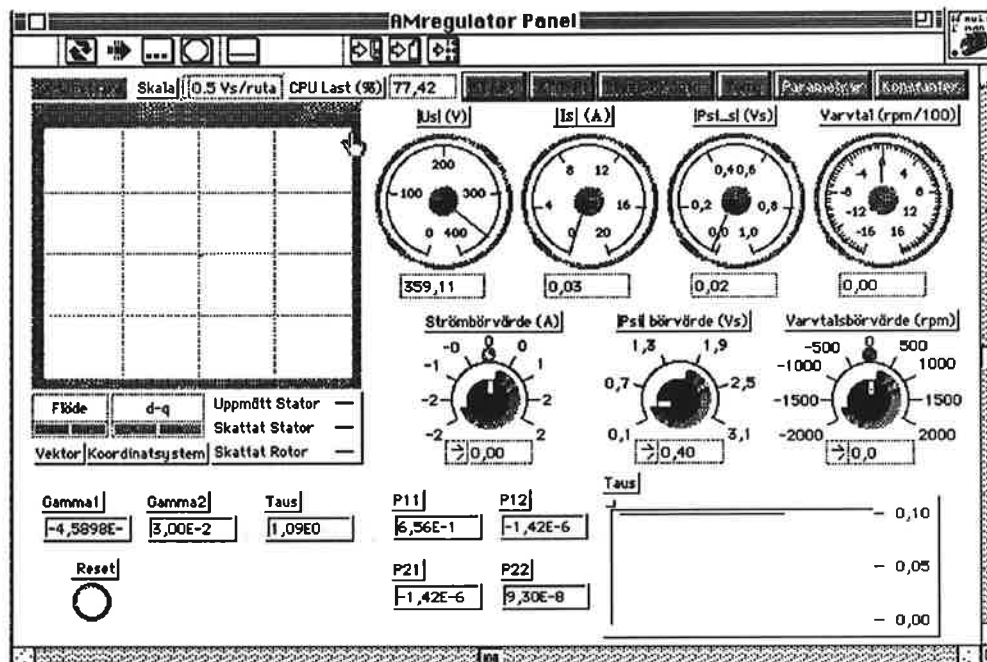 AMregulator Panel
Skala 0.5 Vs/ruta CPU Last (%) 77,42 Parametrar Konstanter
|Us| (V) |Is| (A) |Psi_s| (Vs) Varvtal (rpm/100)
0 100 200 300 400
0 4 8 12 16 20
0,0 0,2 0,4 0,6 0,8 1,0
-16 -12 -8 -4 0 4 8 12 16
359,11 0,03 0,02 0,00
Strömbörvärde (A) |Psi| börvärde (Vs) Varvtalsbörvärde (rpm)
-2 -2 -1 -0 0 0 1 2 2
0,1 0,7 1,3 1,9 2,5 3,1
-2000 -1500 -1000 -500 0 500 1000 1500 2000
0,00 0,40 0,0
Flöde d-q Uppmätt Stator
Skattat Stator
Vektor Koordinatsystem Skattat Rotor
Gamma1 Gamma2 Taus P11 P12
-4,5898E- 3,00E-2 1,09E0 6,56E-1 -1,42E-6
Reset P21 P22
-1,42E-6 9,30E-8
Taus
0,10
0,05
0,00